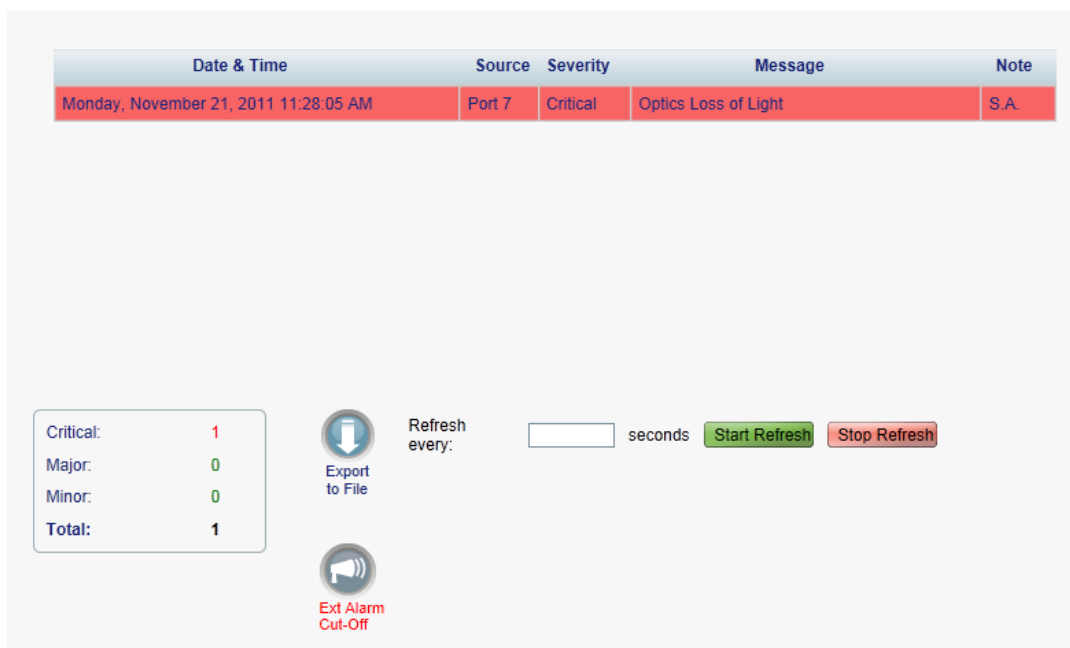 Date & Time Source Severity Message Note
Monday, November 21, 2011 11:28:05 AM Port 7 Critical Optics Loss of Light S.A.
Critical: 1
Major: 0
Minor: 0
Total: 1
Export
to File
Refresh
every:
seconds Start Refresh Stop Refresh
Ext Alarm
Cut-Off